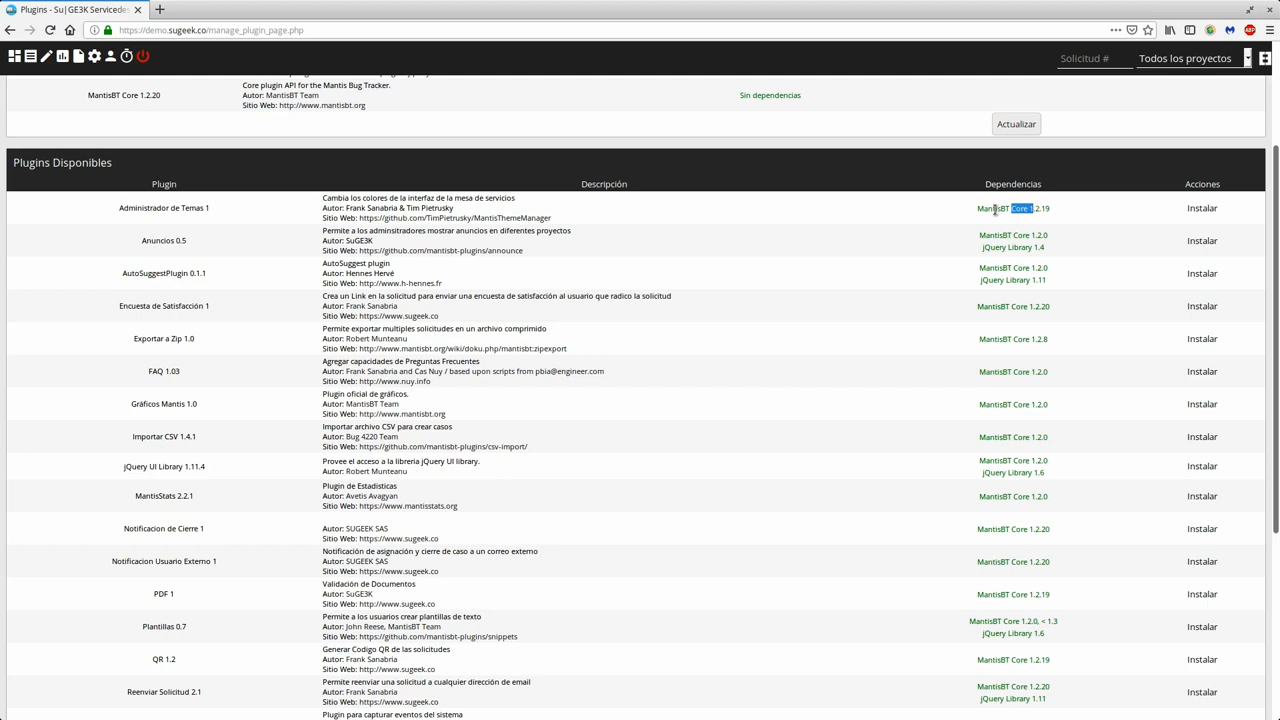 Plugins - Su|GE3K Servicedes
https://demo.sugeek.co/manage_plugin_page.php
Solicitud #
Todos los proyectos
Core plugin API for the Mantis Bug Tracker.
MantisBT Core 1.2.20
Autor: MantisBT Team
Sin dependencias
Sitio Web: http://www.mantisbt.org
Actualizar
Plugins Disponibles
Plugin Descripción Dependencias Acciones
Cambia los colores de la interfaz de la mesa de servicios
Administrador de Temas 1 Autor: Frank Sanabria & Tim Pietrusky MantisBT Core 1.2.19 Instalar
Sitio Web: https://github.com/TimPietrusky/MantisThemeManager
Permite a los adminsitradores mostrar anuncios en diferentes proyectos
MantisBT Core 1.2.0
Anuncios 0.5 Autor: SuGE3K Instalar
jQuery Library 1.4
Sitio Web: https://github.com/mantisbt-plugins/announce
AutoSuggest plugin
MantisBT Core 1.2.0
AutoSuggestPlugin 0.1.1 Autor: Hennes Hervé Instalar
jQuery Library 1.11
Sitio Web: http://www.h-hennes.fr
Crea un Link en la solicitud para enviar una encuesta de satisfacción al usuario que radico la solicitud
Encuesta de Satisfacción 1 Autor: Frank Sanabria MantisBT Core 1.2.20 Instalar
Sitio Web: https://www.sugeek.co
Permite exportar multiples solicitudes en un archivo comprimido
Exportar a Zip 1.0 Autor: Robert Munteanu MantisBT Core 1.2.8 Instalar
Sitio Web: http://www.mantisbt.org/wiki/doku.php/mantisbt:zipexport
Agregar capacidades de Preguntas Frecuentes
FAQ 1.03 Autor: Frank Sanabria and Cas Nuy / based upon scripts from pbia@engineer.com MantisBT Core 1.2.0 Instalar
Sitio Web: http://www.nuy.info
Plugin oficial de gráficos.
Gráficos Mantis 1.0 Autor: MantisBT Team MantisBT Core 1.2.0 Instalar
Sitio Web: http://www.mantisbt.org
Importar archivo CSV para crear casos
Importar CSV 1.4.1 Autor: Bug 4220 Team MantisBT Core 1.2.0 Instalar
Sitio Web: https://github.com/mantisbt-plugins/csv-import/
Provee el acceso a la libreria jQuery UI library.
MantisBT Core 1.2.0
jQuery UI Library 1.11.4 Instalar
Autor: Robert Munteanu
jQuery Library 1.6
Plugin de Estadísticas
MantisStats 2.2.1 Autor: Avetis Avagyan MantisBT Core 1.2.0 Instalar
Sitio Web: https://www.mantisstats.org
Notificacion de Cierre 1 Autor: SUGEEK SAS MantisBT Core 1.2.20 Instalar
Sitio Web: https://www.sugeek.co
Notificación de asignación y cierre de caso a un correo externo
Notificacion Usuario Externo 1 Autor: SUGEEK SAS MantisBT Core 1.2.20 Instalar
Sitio Web: https://www.sugeek.co
Validación de Documentos
PDF 1 Autor: SuGE3K MantisBT Core 1.2.19 Instalar
Sitio Web: http://www.sugeek.co
Permite a los usuarios crear plantillas de texto
MantisBT Core 1.2.0, < 1.3
Plantillas 0.7 Autor: John Reese, MantisBT Team Instalar
jQuery Library 1.6
Sitio Web: https://github.com/mantisbt-plugins/snippets
Generar Codigo QR de las solicitudes
QR 1.2 Autor: Frank Sanabria MantisBT Core 1.2.19 Instalar
Sitio Web: http://www.sugeek.co
Permite reenviar una solicitud a cualquier dirección de email
MantisBT Core 1.2.20
Reenviar Solicitud 2.1 Autor: Frank Sanabria Instalar
jQuery Library 1.11
Sitio Web: https://www.sugeek.co
Plugin para capturar eventos del sistema